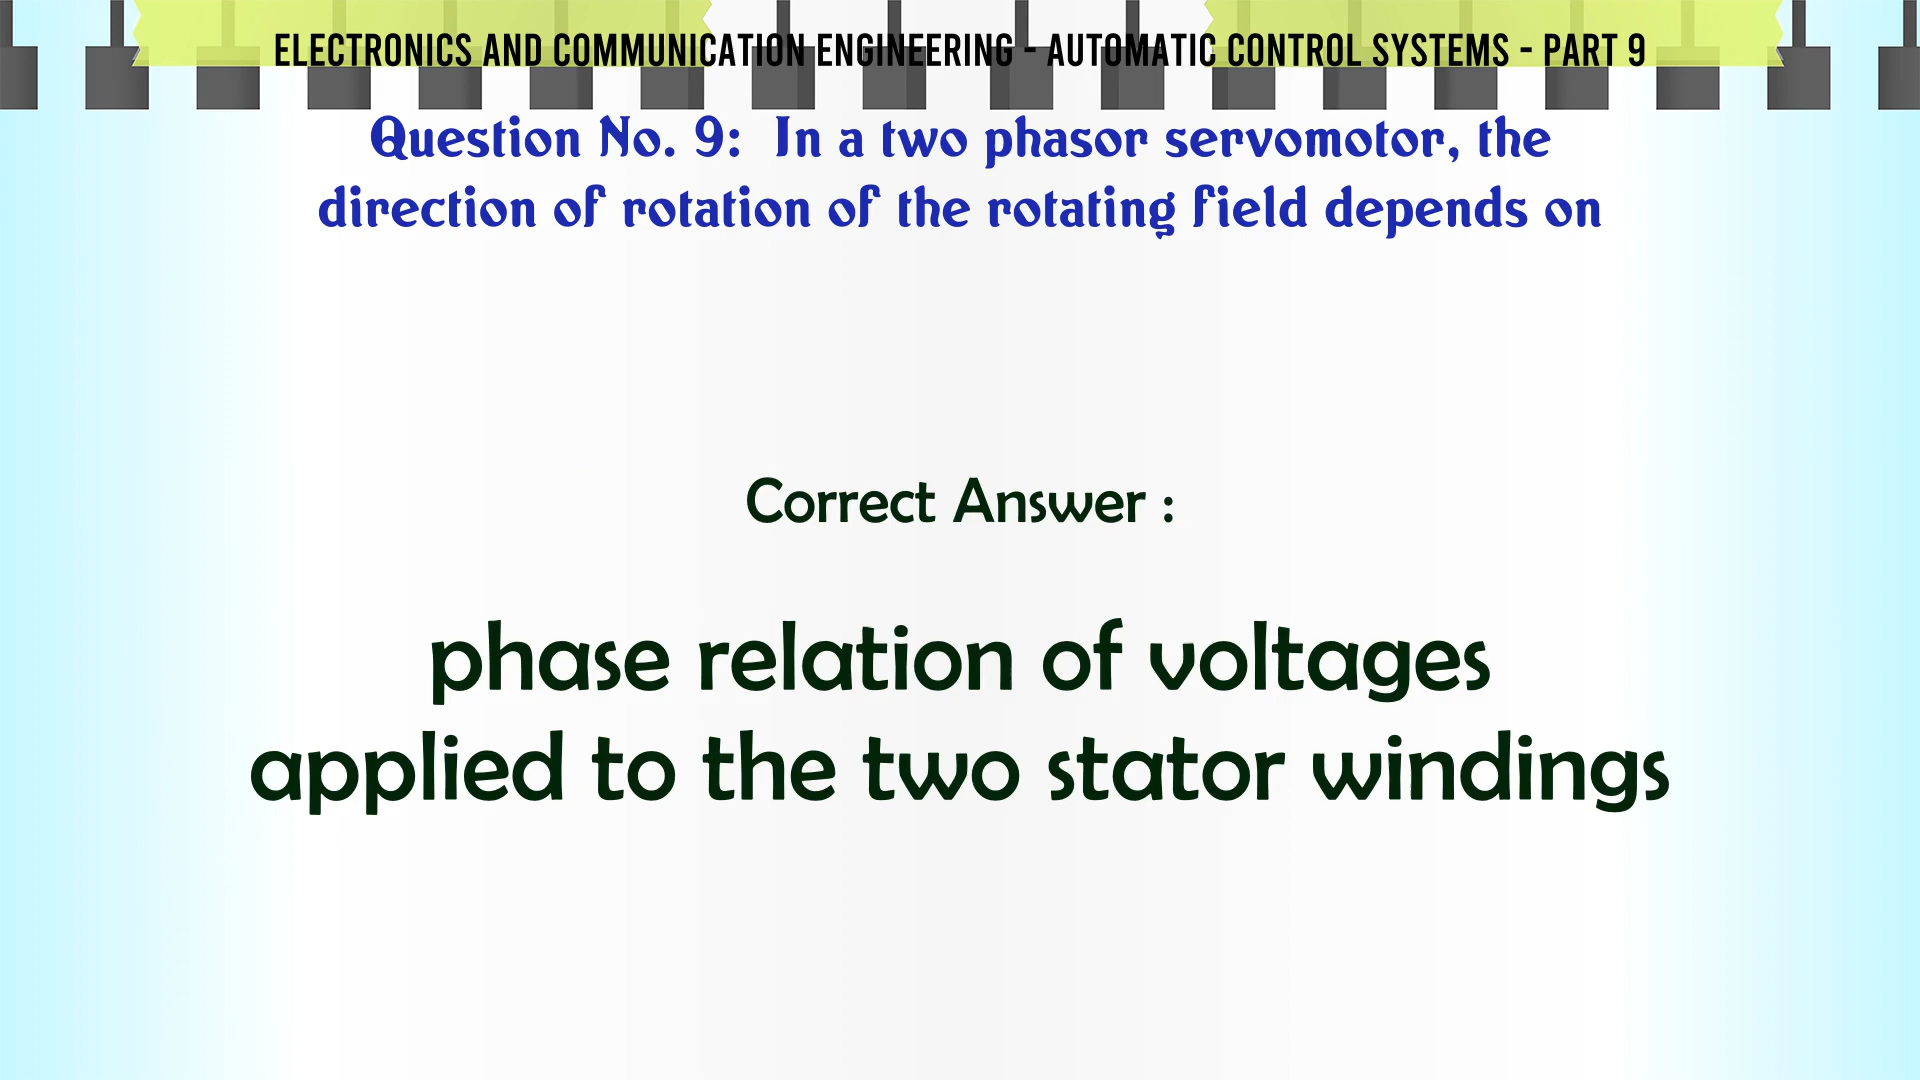 ELECTRONICS AND COMMUNICATION ENGINEERING - AUTOMATIC CONTROL SYSTEMS - PART 9
Question No. 9: In a two phasor servomotor, the
direction of rotation of the rotating field depends on
Correct Answer :
phase relation of voltages
applied to the two stator windings